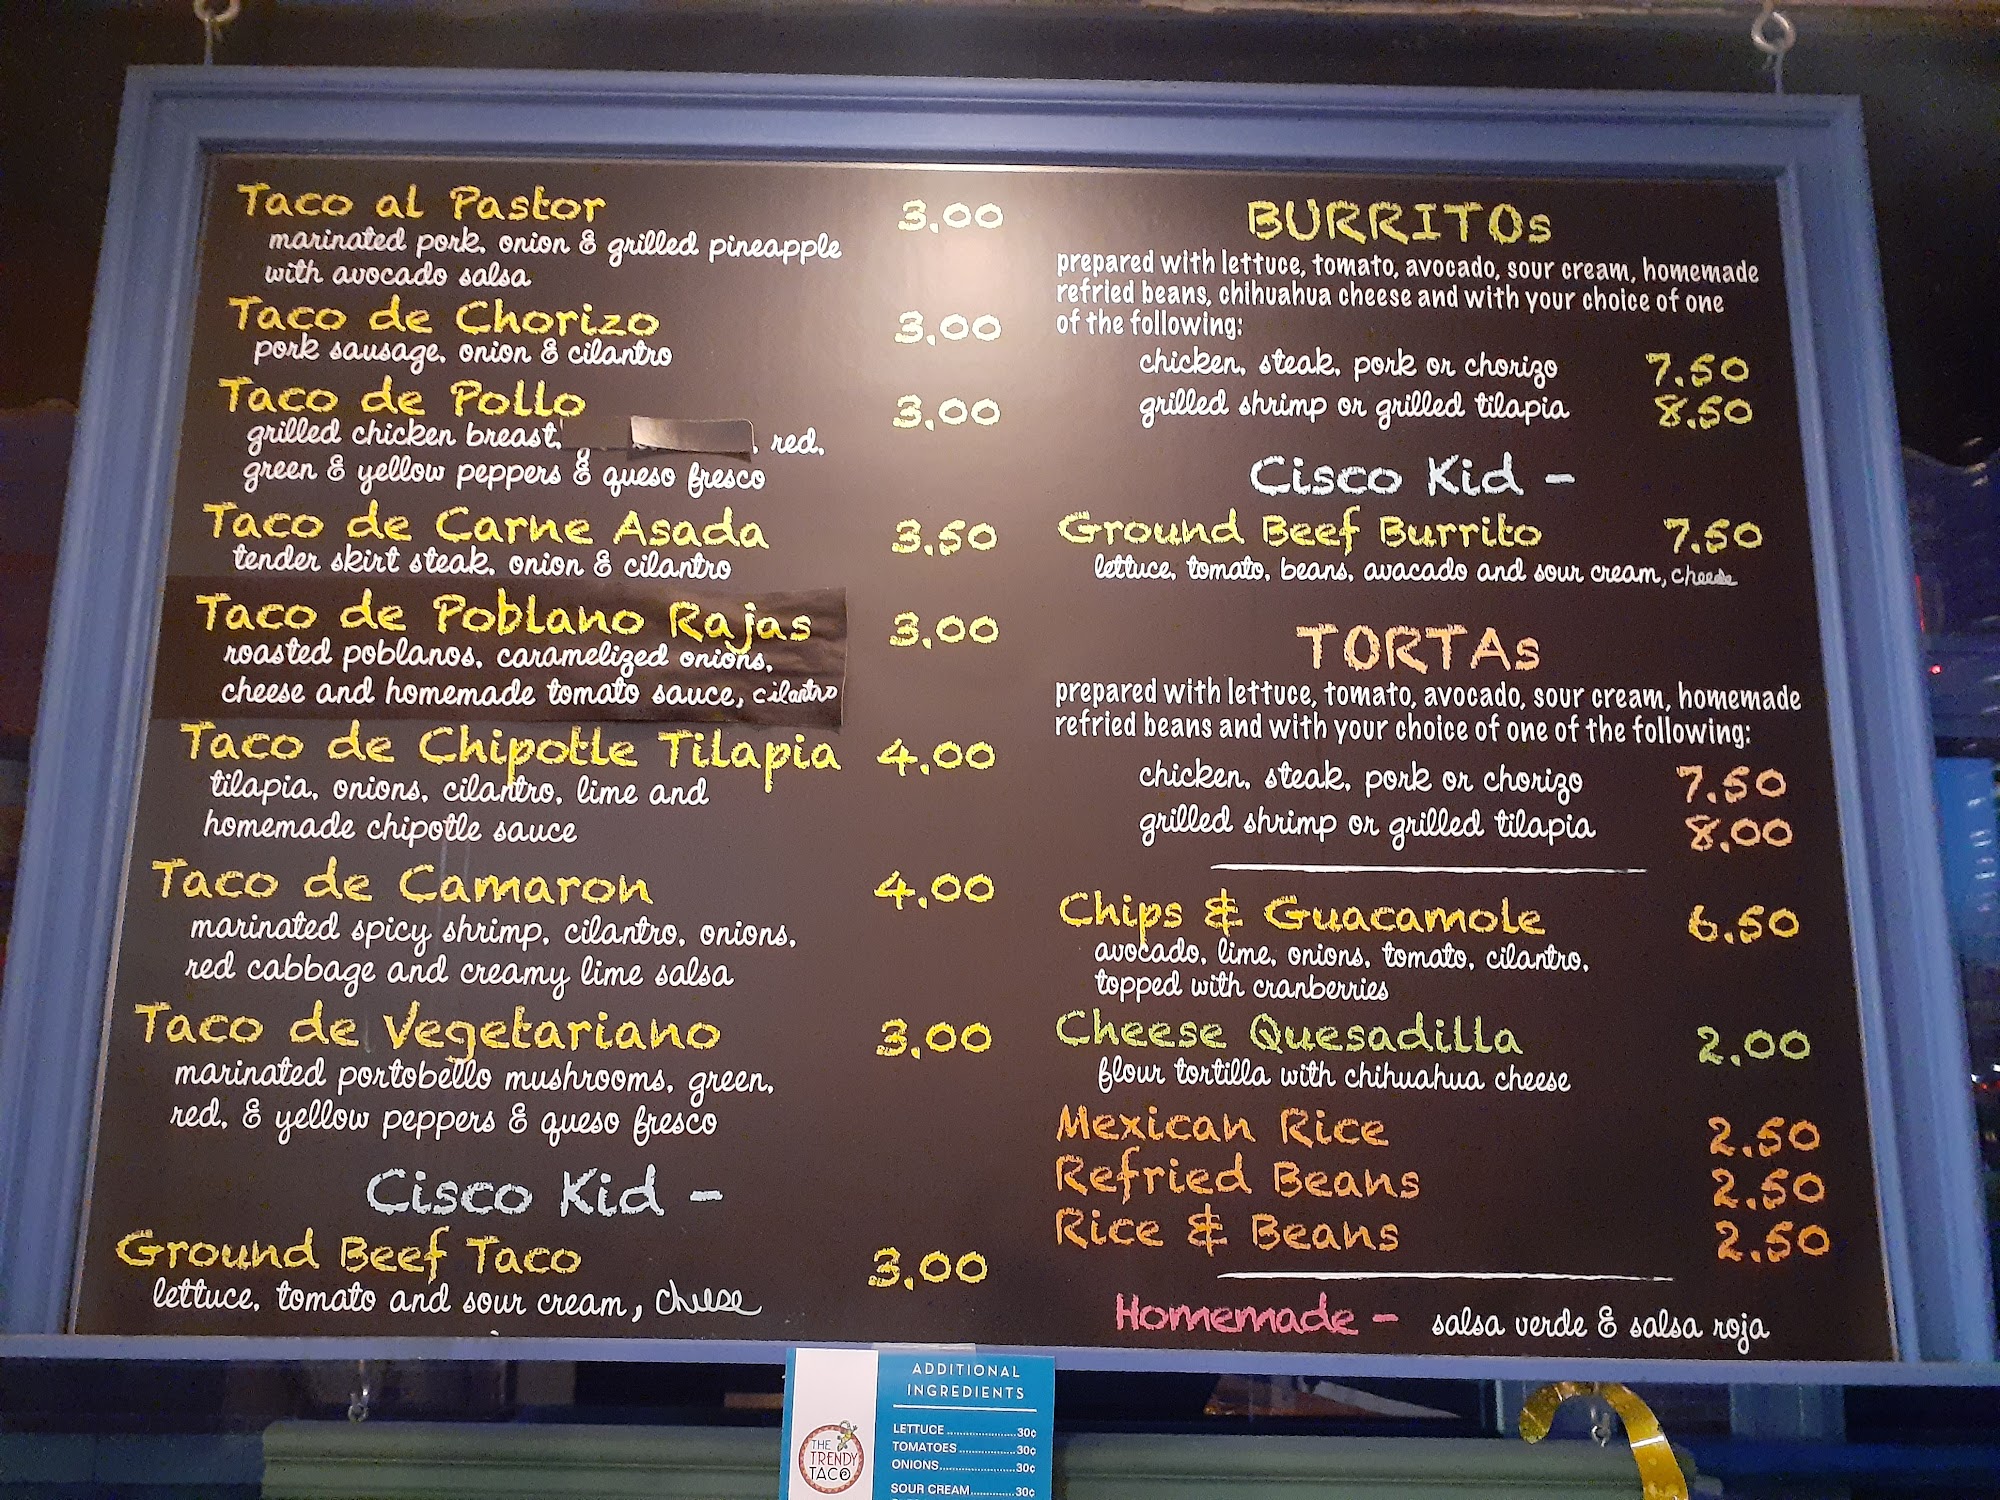 Taco al Pastor 3.00
marinated pork, onion & grilled pineapple
with avocado salsa
Taco de Chorizo 3.00
pork sausage, onion & cilantro
Taco de Pollo 3.00
grilled chicken breast, , red,
green & yellow peppers & queso fresco
Taco de Carne Asada 3.50
tender skirt steak, onion & cilantro
Taco de Poblano Rajas 3.00
roasted poblanos, caramelized onions,
cheese and homemade tomato sauce, cilantro
Taco de Chipotle Tilapia 4.00
tilapia, onions, cilantro, lime and
homemade chipotle sauce
Taco de Camaron 4.00
marinated spicy shrimp, cilantro, onions,
red cabbage and creamy lime salsa
Taco de Vegetariano 3.00
marinated portobello mushrooms, green,
red, & yellow peppers & queso fresco
Cisco Kid -
Ground Beef Taco 3.00
lettuce, tomato and sour cream, cheese
BURRITOs
prepared with lettuce, tomato, avocado, sour cream, homemade
refried beans, chihuahua cheese and with your choice of one
of the following:
chicken, steak, pork or chorizo 7.50
grilled shrimp or grilled tilapia 8.50
Cisco Kid -
Ground Beef Burrito 7.50
lettuce, tomato, beans, avacado and sour cream, cheese
TORTAs
prepared with lettuce, tomato, avocado, sour cream, homemade
refried beans and with your choice of one of the following:
chicken, steak, pork or chorizo 7.50
grilled shrimp or grilled tilapia 8.00
Chips & Guacamole 6.50
avocado, lime, onions, tomato, cilantro,
topped with cranberries
Cheese Quesadilla 2.00
flour tortilla with chihuahua cheese
Mexican Rice 2.50
Refried Beans 2.50
Rice & Beans 2.50
Homemade - salsa verde & salsa roja
THE
TRENDY
TACO
ADDITIONAL
INGREDIENTS
LETTUCE 30¢
TOMATOES 30¢
ONIONS 30¢
SOUR CREAM 30¢